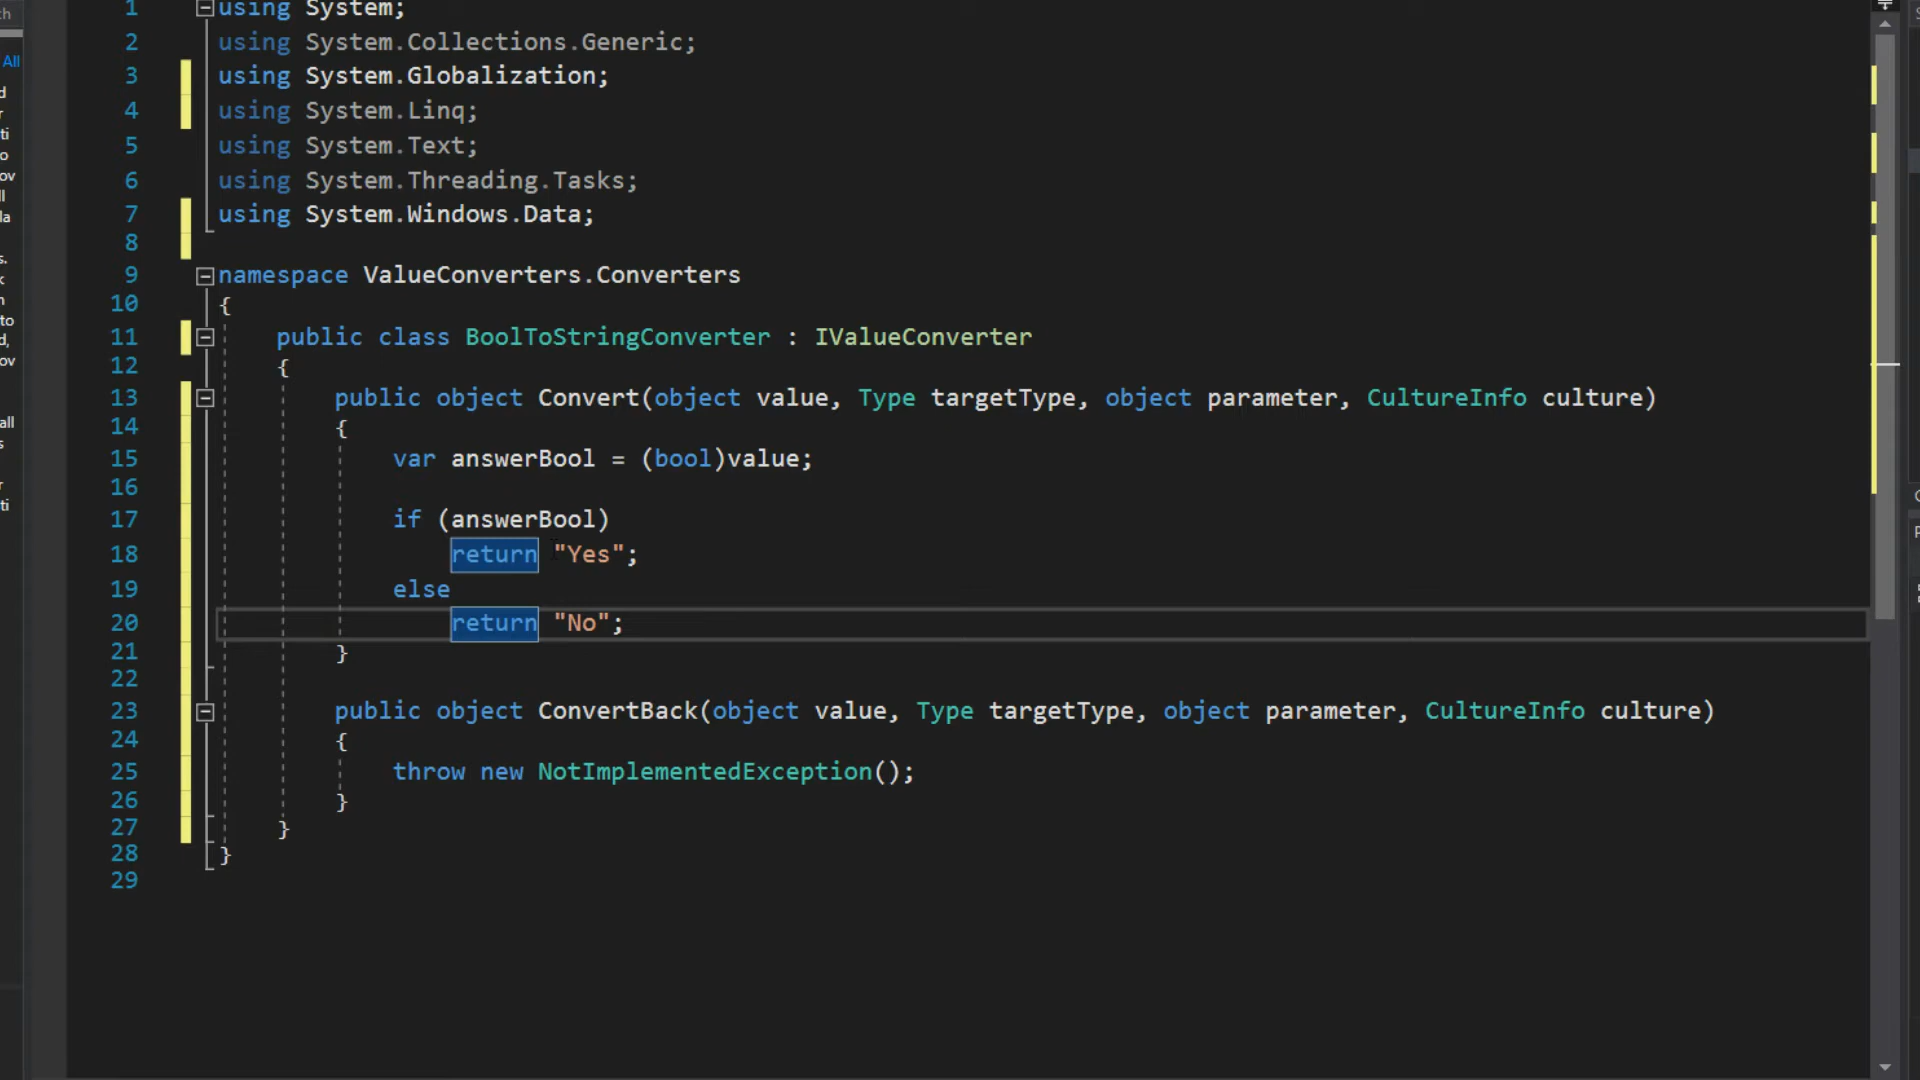 1 using System;
2 using System.Collections.Generic;
3 using System.Globalization;
4 using System.Linq;
5 using System.Text;
6 using System.Threading.Tasks;
7 using System.Windows.Data;
8
9 namespace ValueConverters.Converters
10 {
11 public class BoolToStringConverter : IValueConverter
12 {
13 public object Convert(object value, Type targetType, object parameter, CultureInfo culture)
14 {
15 var answerBool = (bool)value;
16
17 if (answerBool)
18 return "Yes";
19 else
20 return "No";
21 }
22
23 public object ConvertBack(object value, Type targetType, object parameter, CultureInfo culture)
24 {
25 throw new NotImplementedException();
26 }
27 }
28 }
29
All